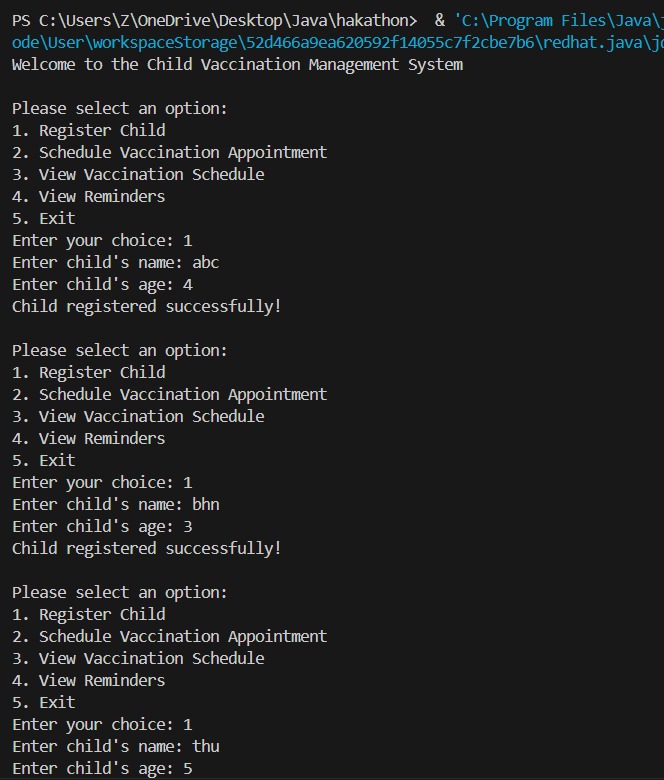 PS C:\Users\Z\OneDrive\Desktop\Java\hakathon>  & 'C:\Program Files\Java\j
ode\User\workspaceStorage\52d466a9ea620592f14055c7f2cbe7b6\redhat.java\jd
Welcome to the Child Vaccination Management System
Please select an option:
1. Register Child
2. Schedule Vaccination Appointment
3. View Vaccination Schedule
4. View Reminders
5. Exit
Enter your choice: 1
Enter child's name: abc
Enter child's age: 4
Child registered successfully!
Please select an option:
1. Register Child
2. Schedule Vaccination Appointment
3. View Vaccination Schedule
4. View Reminders
5. Exit
Enter your choice: 1
Enter child's name: bhn
Enter child's age: 3
Child registered successfully!
Please select an option:
1. Register Child
2. Schedule Vaccination Appointment
3. View Vaccination Schedule
4. View Reminders
5. Exit
Enter your choice: 1
Enter child's name: thu
Enter child's age: 5